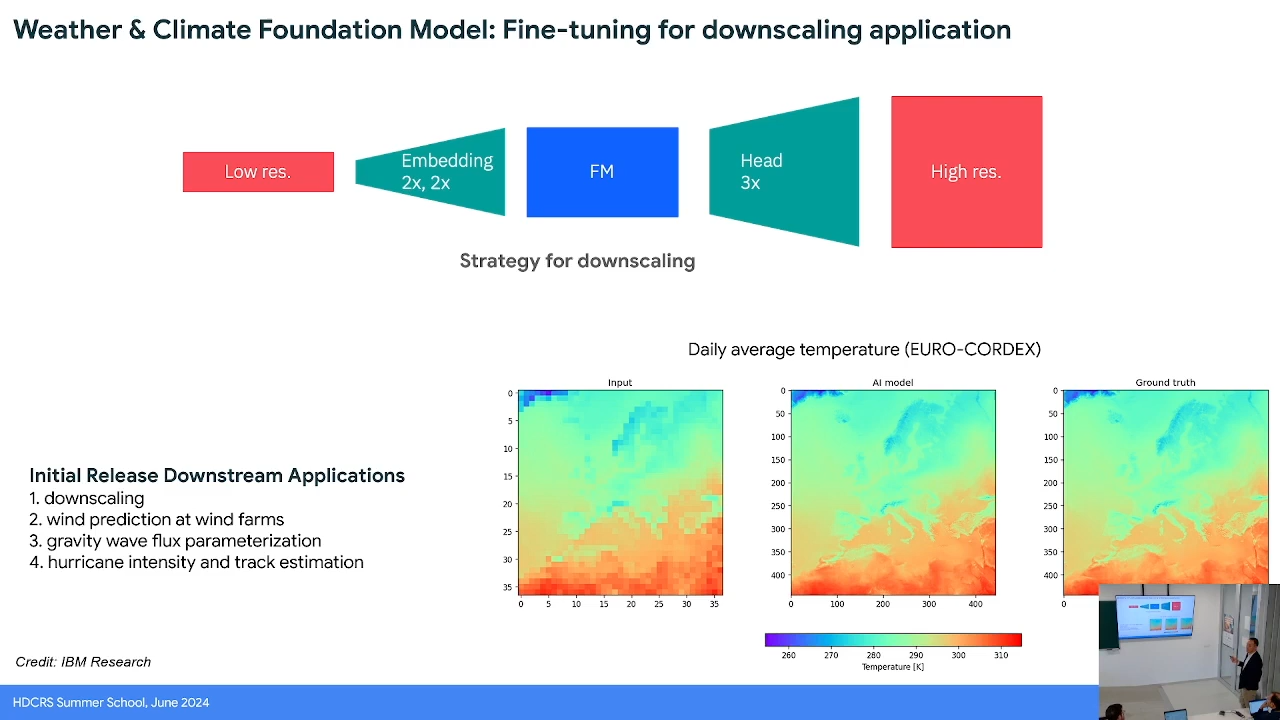 Weather & Climate Foundation Model: Fine-tuning for downscaling application
Low res.
Embedding
2x, 2x
FM
Head
3x
High res.
Strategy for downscaling
Daily average temperature (EURO-CORDEX)
Input
AI model
Ground truth
0
5
10
15
20
25
30
35
0 5 10 15 20 25 30 35
0
50
100
150
200
250
300
350
400
0 100 200 300 400
0
50
100
150
200
250
300
350
400
0
260 270 280 290 300 310
Temperature [K]
Initial Release Downstream Applications
1. downscaling
2. wind prediction at wind farms
3. gravity wave flux parameterization
4. hurricane intensity and track estimation
Credit: IBM Research
HDCRS Summer School, June 2024